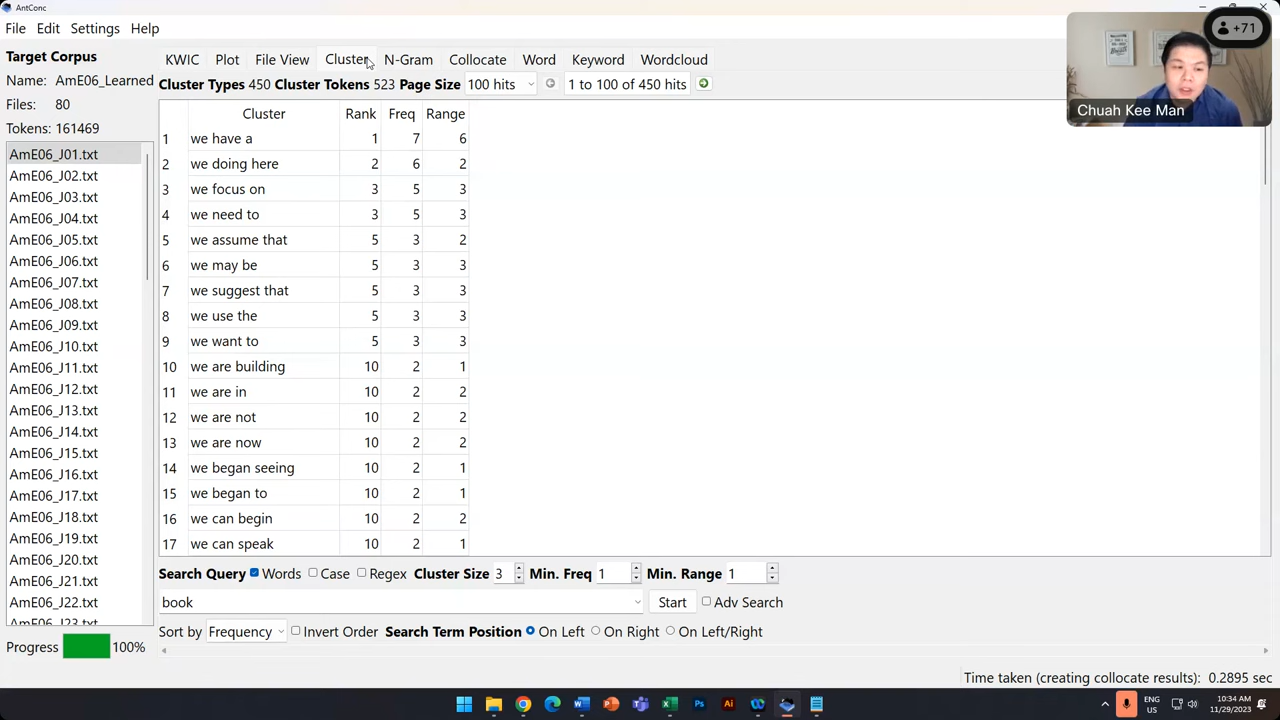 AntConc
File Edit Settings Help
+71
Chuah Kee Man
Target Corpus
Name: AmE06_Learned
Files: 80
Tokens: 161469
AmE06_J01.txt
AmE06_J02.txt
AmE06_J03.txt
AmE06_J04.txt
AmE06_J05.txt
AmE06_J06.txt
AmE06_J07.txt
AmE06_J08.txt
AmE06_J09.txt
AmE06_J10.txt
AmE06_J11.txt
AmE06_J12.txt
AmE06_J13.txt
AmE06_J14.txt
AmE06_J15.txt
AmE06_J16.txt
AmE06_J17.txt
AmE06_J18.txt
AmE06_J19.txt
AmE06_J20.txt
AmE06_J21.txt
AmE06_J22.txt
AmE06_J23.txt
Progress 100%
KWIC Plot File View Cluster N-Gram Collocate Word Keyword Wordcloud
Cluster Types 450 Cluster Tokens 523 Page Size 100 hits 1 to 100 of 450 hits
Cluster Rank Freq Range
1 we have a 1 7 6
2 we doing here 2 6 2
3 we focus on 3 5 3
4 we need to 3 5 3
5 we assume that 5 3 2
6 we may be 5 3 3
7 we suggest that 5 3 3
8 we use the 5 3 3
9 we want to 5 3 3
10 we are building 10 2 1
11 we are in 10 2 2
12 we are not 10 2 2
13 we are now 10 2 2
14 we began seeing 10 2 1
15 we began to 10 2 1
16 we can begin 10 2 2
17 we can speak 10 2 1
Search Query Words Case Regex Cluster Size 3 Min. Freq 1 Min. Range 1
book Start Adv Search
Sort by Frequency Invert Order Search Term Position On Left On Right On Left/Right
Time taken (creating collocate results): 0.2895 sec
ENG
US
10:34 AM
11/29/2023